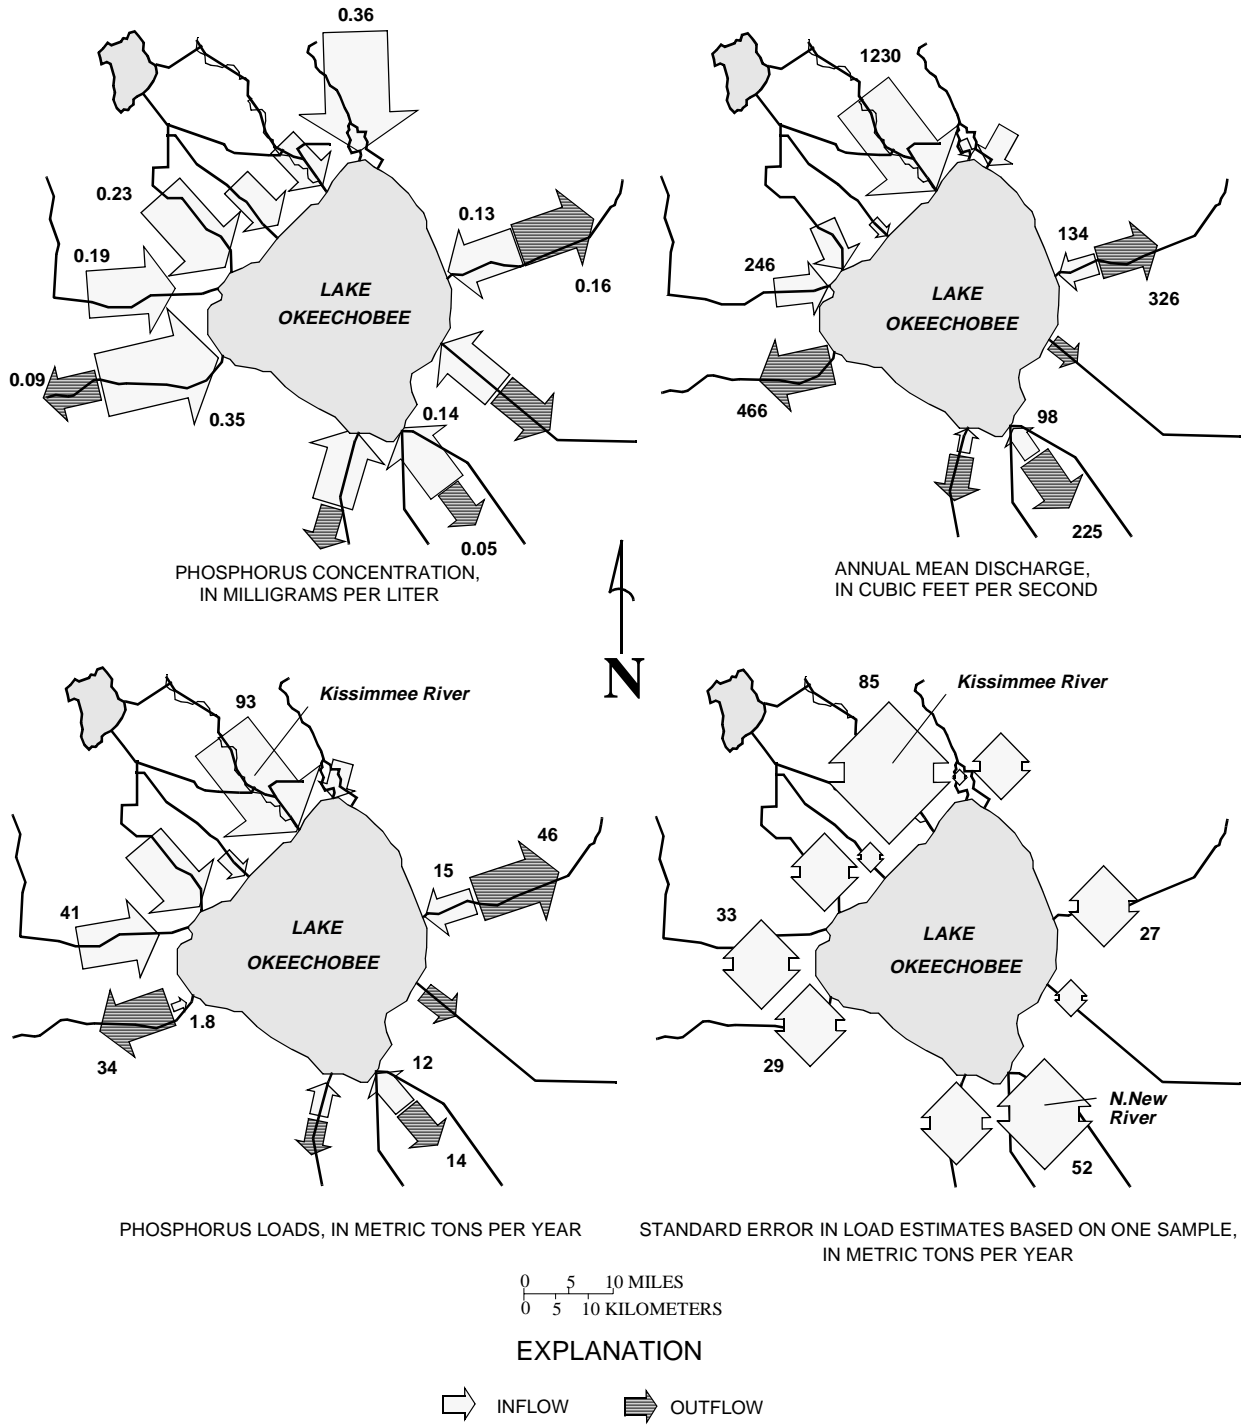 0.36
0.23
0.19
0.13
0.16
LAKE
OKEECHOBEE
0.09
0.35
0.14
0.05
PHOSPHORUS CONCENTRATION,
IN MILLIGRAMS PER LITER
1230
134
246
326
LAKE
OKEECHOBEE
466
98
225
ANNUAL MEAN DISCHARGE,
IN CUBIC FEET PER SECOND
N
93
Kissimmee River
46
15
41
LAKE
OKEECHOBEE
1.8
34
12
14
PHOSPHORUS LOADS, IN METRIC TONS PER YEAR
85
Kissimmee River
33
27
LAKE
OKEECHOBEE
29
N.New
River
52
STANDARD ERROR IN LOAD ESTIMATES BASED ON ONE SAMPLE,
IN METRIC TONS PER YEAR
0 5 10 MILES
0 5 10 KILOMETERS
EXPLANATION
INFLOW OUTFLOW